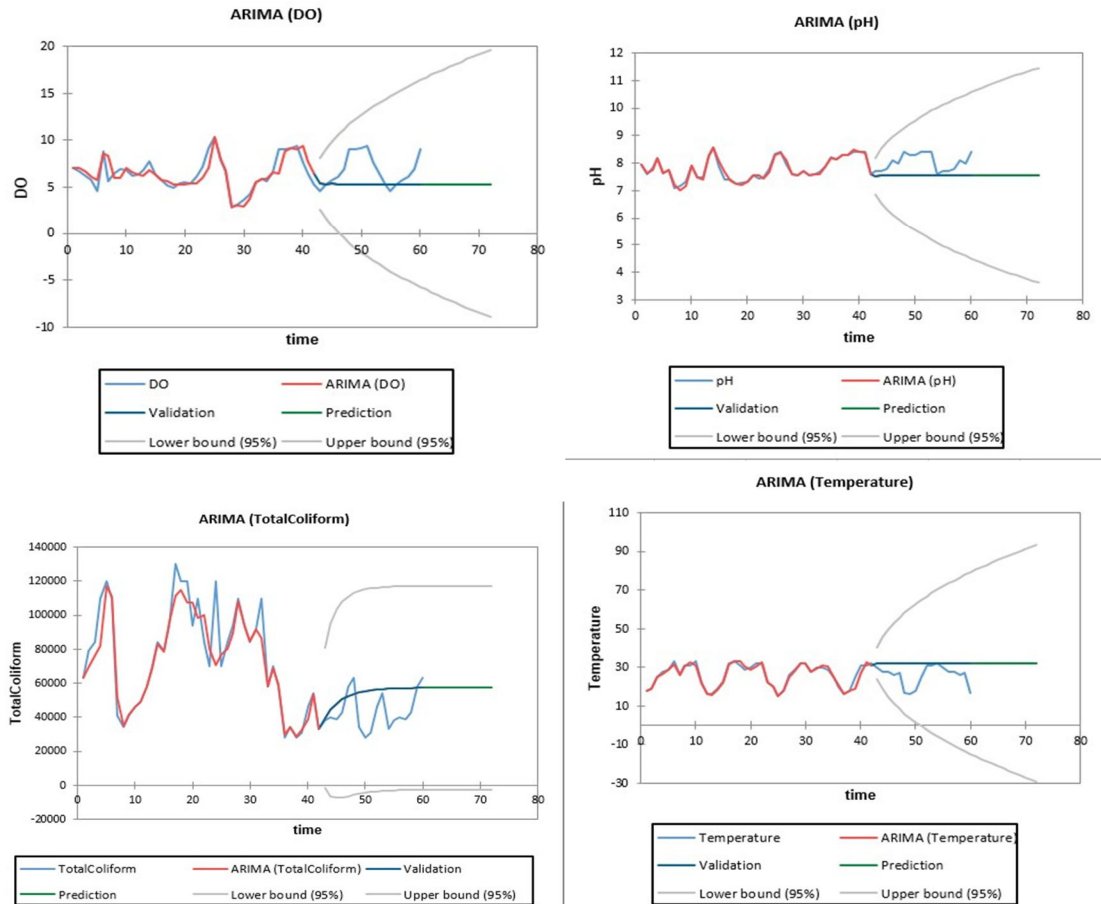 ARIMA (DO)
20
15
10
5
0
-5
-10
0 10 20 30 40 50 60 70 80
DO
time
DO ARIMA (DO)
Validation Prediction
Lower bound (95%) Upper bound (95%)
ARIMA (pH)
12
11
10
9
8
7
6
5
4
3
0 10 20 30 40 50 60 70 80
pH
time
pH ARIMA (pH)
Validation Prediction
Lower bound (95%) Upper bound (95%)
ARIMA (TotalColiform)
140000
120000
100000
80000
60000
40000
20000
0
-20000
0 10 20 30 40 50 60 70 80
TotalColiform
time
TotalColiform ARIMA (TotalColiform) Validation
Prediction Lower bound (95%) Upper bound (95%)
ARIMA (Temperature)
110
90
70
50
30
10
-10
-30
0 10 20 30 40 50 60 70 80
Temperature
time
Temperature ARIMA (Temperature)
Validation Prediction
Lower bound (95%) Upper bound (95%)